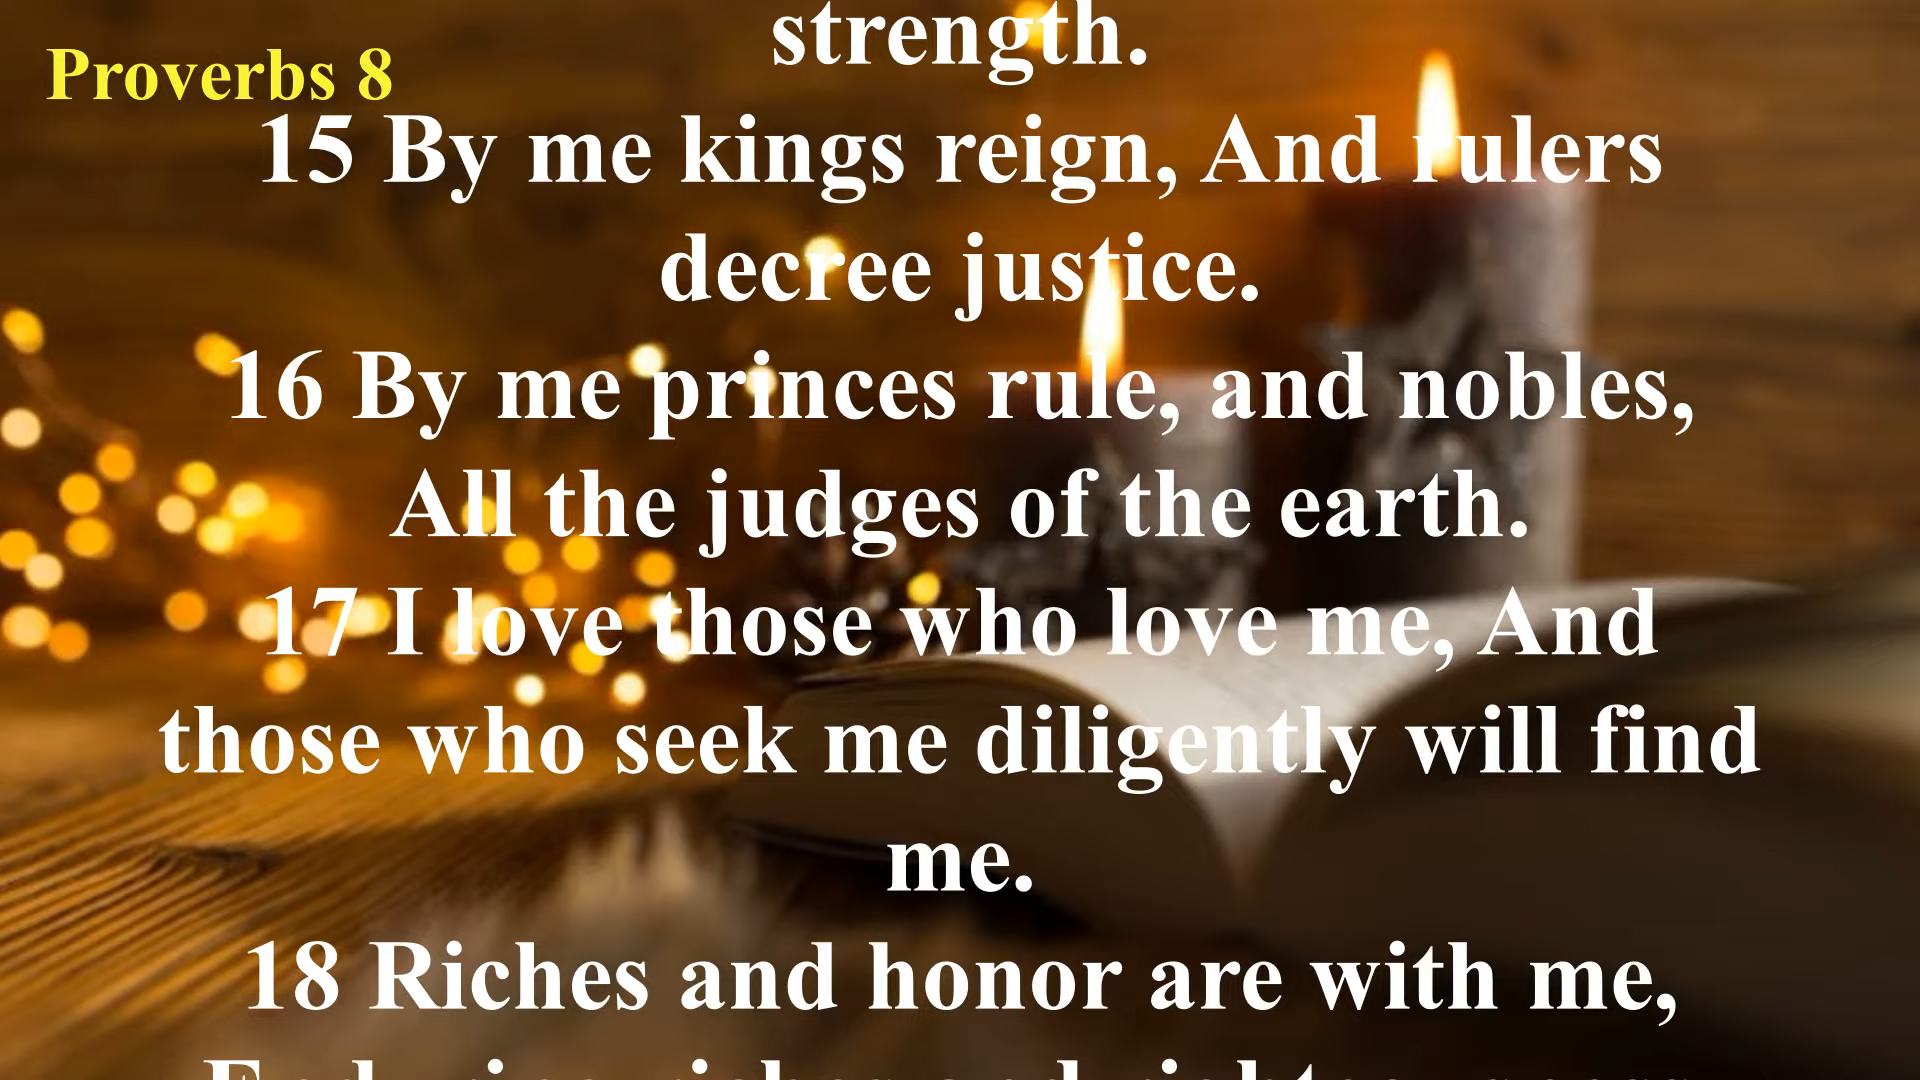 strength.
Proverbs 8
15 By me kings reign, And rulers
decree justice.
16 By me princes rule, and nobles,
All the judges of the earth.
17 I love those who love me, And
those who seek me diligently will find
me.
18 Riches and honor are with me,